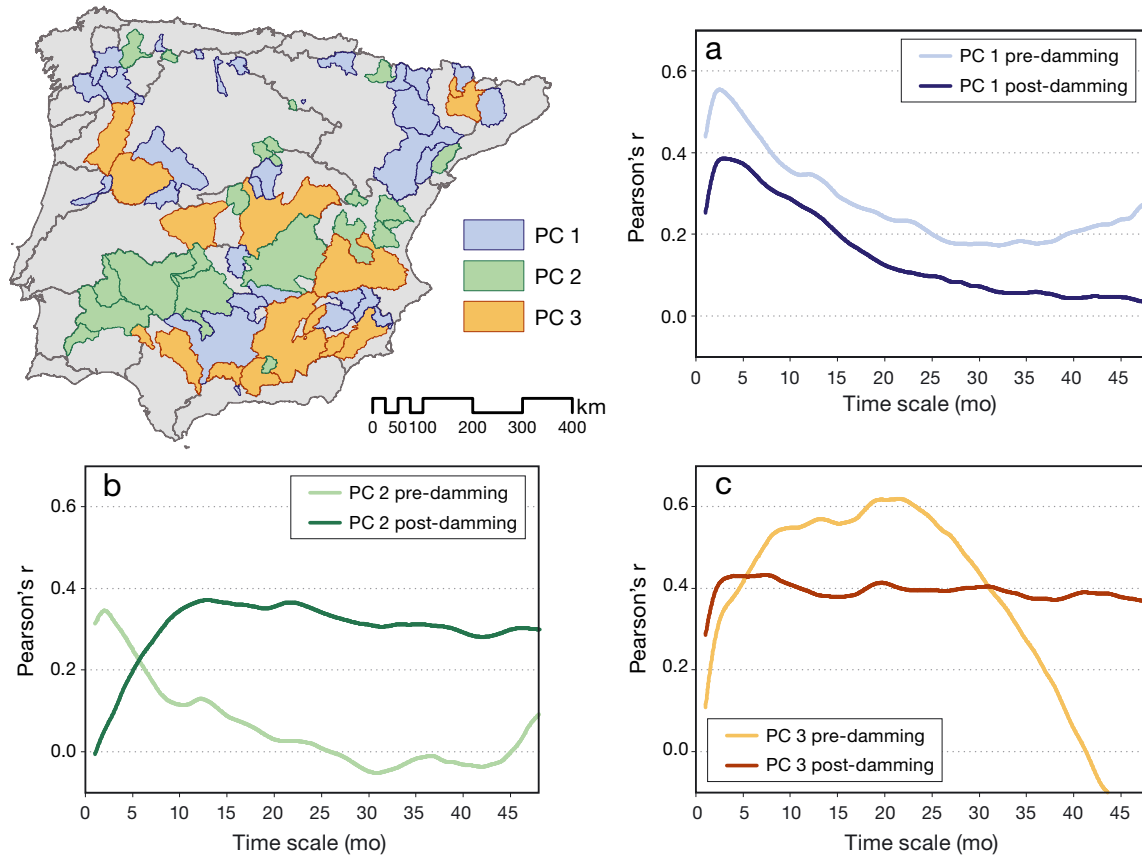 PC 1
PC 2
PC 3
km
0 50 100 200 300 400
a
PC 1 pre-damming
PC 1 post-damming
Pearson's r
0.6
0.4
0.2
0.0
0 5 10 15 20 25 30 35 40 45
Time scale (mo)
b
PC 2 pre-damming
PC 2 post-damming
Pearson's r
0.6
0.4
0.2
0.0
0 5 10 15 20 25 30 35 40 45
Time scale (mo)
c
PC 3 pre-damming
PC 3 post-damming
Pearson's r
0.6
0.4
0.2
0.0
0 5 10 15 20 25 30 35 40 45
Time scale (mo)